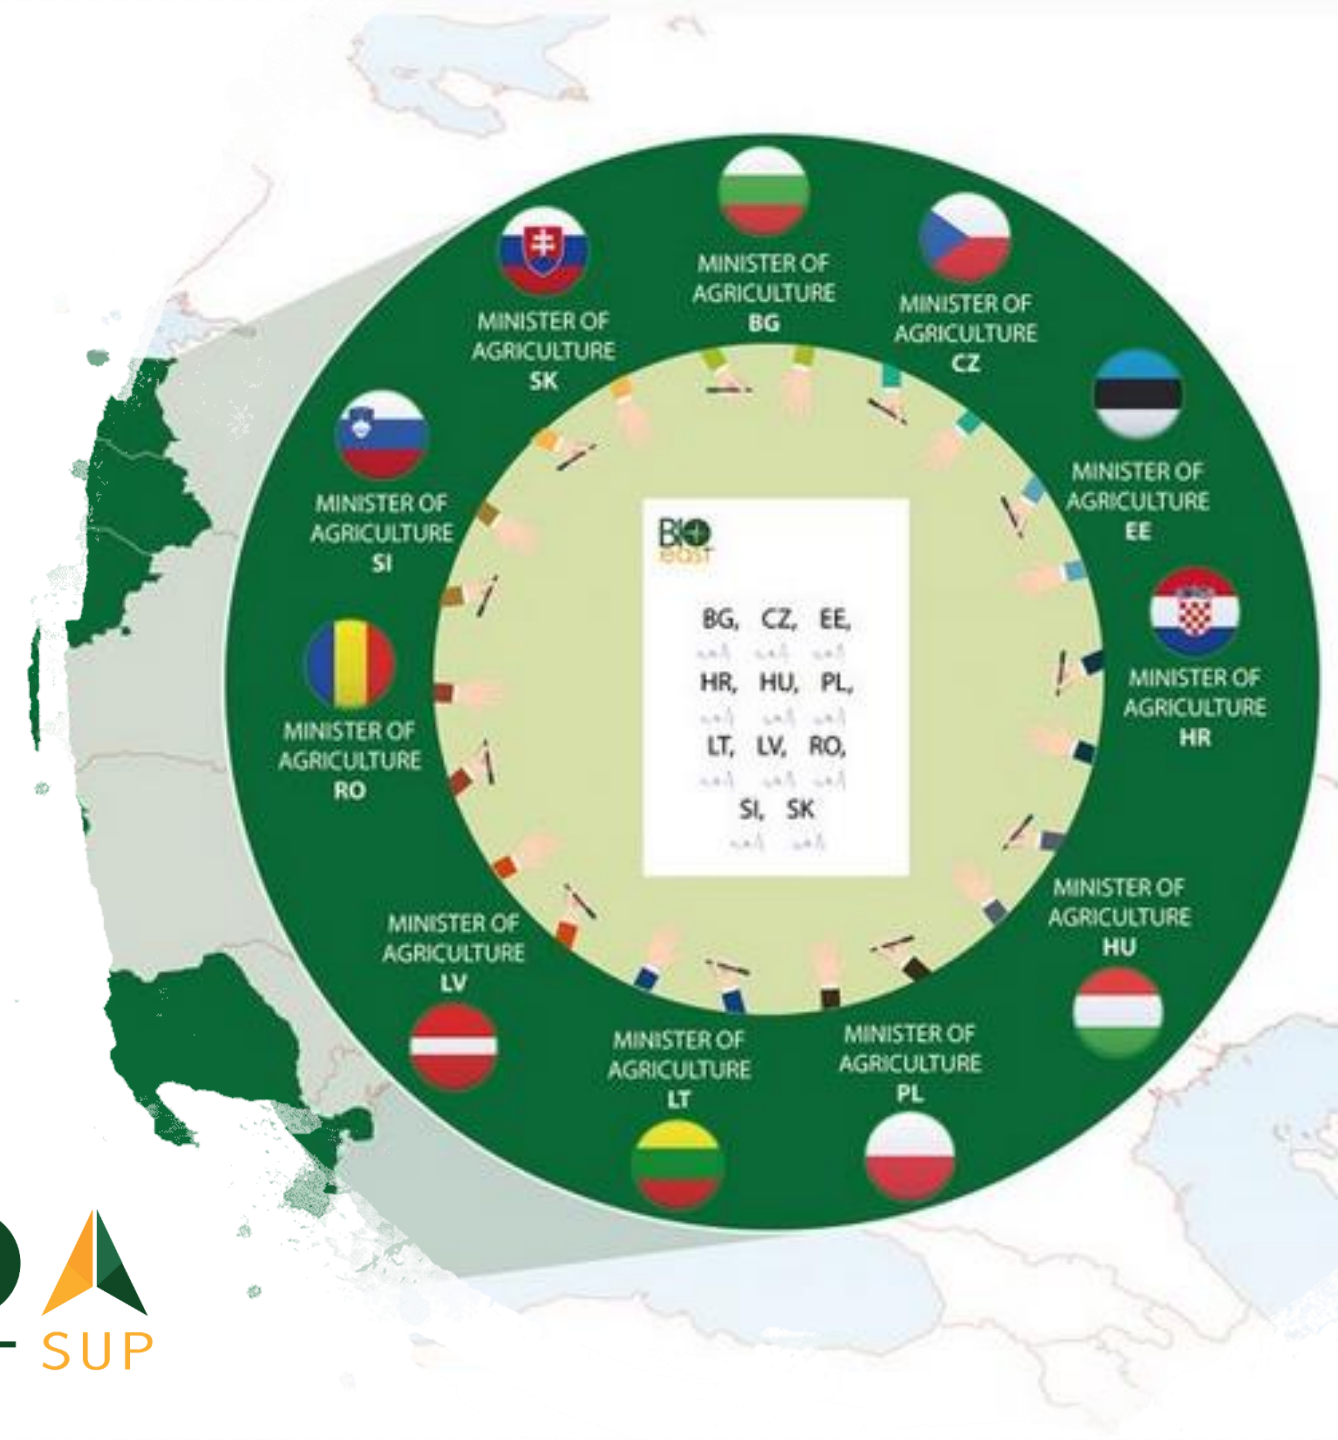 MINISTER OF
AGRICULTURE
BG
MINISTER OF
AGRICULTURE
CZ
MINISTER OF
AGRICULTURE
EE
MINISTER OF
AGRICULTURE
HR
MINISTER OF
AGRICULTURE
HU
MINISTER OF
AGRICULTURE
PL
MINISTER OF
AGRICULTURE
LT
MINISTER OF
AGRICULTURE
LV
MINISTER OF
AGRICULTURE
RO
MINISTER OF
AGRICULTURE
SI
MINISTER OF
AGRICULTURE
SK
BIO
east
BG, CZ, EE,
HR, HU, PL,
LT, LV, RO,
SI, SK
SUP